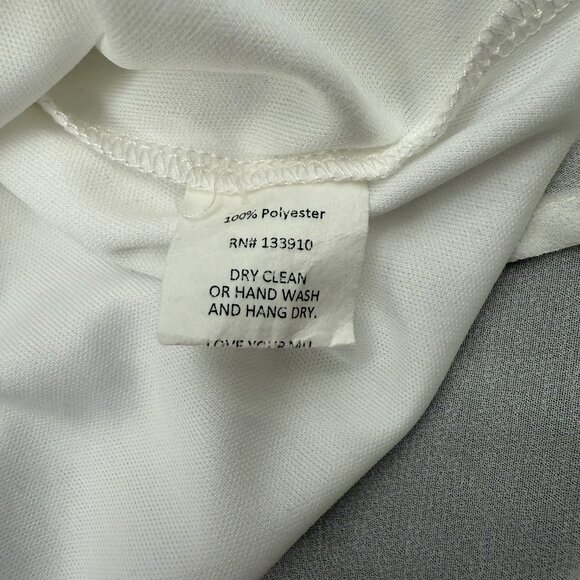 100% Polyester
RN# 133910
DRY CLEAN
OR HAND WASH
AND HANG DRY.
LOVE YOUR